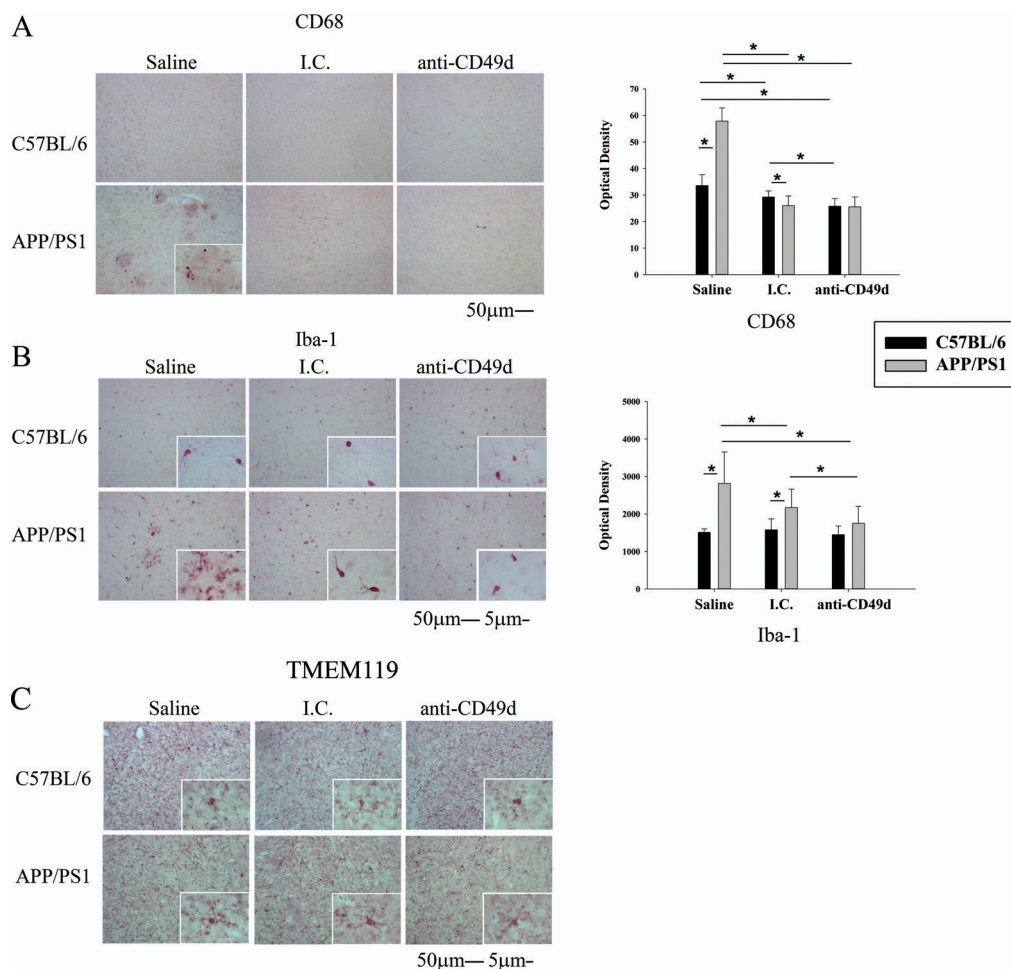 A
CD68
Saline I.C. anti-CD49d
C57BL/6
APP/PS1
50μm
Optical Density
70
60
50
40
30
20
10
0
* *
* *
* * * *
Saline I.C. anti-CD49d
CD68
C57BL/6
APP/PS1
B
Iba-1
Saline I.C. anti-CD49d
C57BL/6
APP/PS1
50μm 5μm
Optical Density
5000
4000
3000
2000
1000
0
*
*
* * *
Saline I.C. anti-CD49d
Iba-1
TMEM119
C
Saline I.C. anti-CD49d
C57BL/6
APP/PS1
50μm 5μm